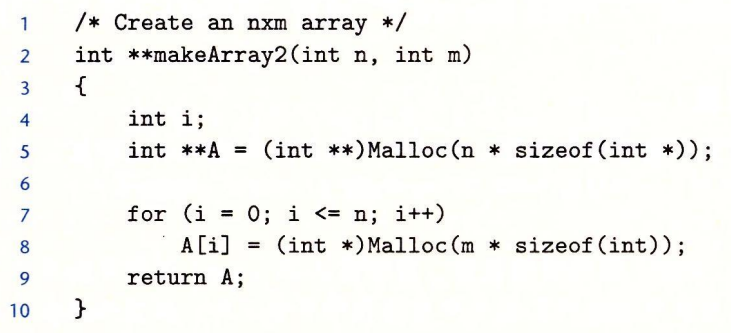 1 /* Create an nxm array */
2 int **makeArray2(int n, int m)
3 {
4 int i;
5 int **A = (int **)Malloc(n * sizeof(int *));
6
7 for (i = 0; i <= n; i++)
8 A[i] = (int *)Malloc(m * sizeof(int));
9 return A;
10 }